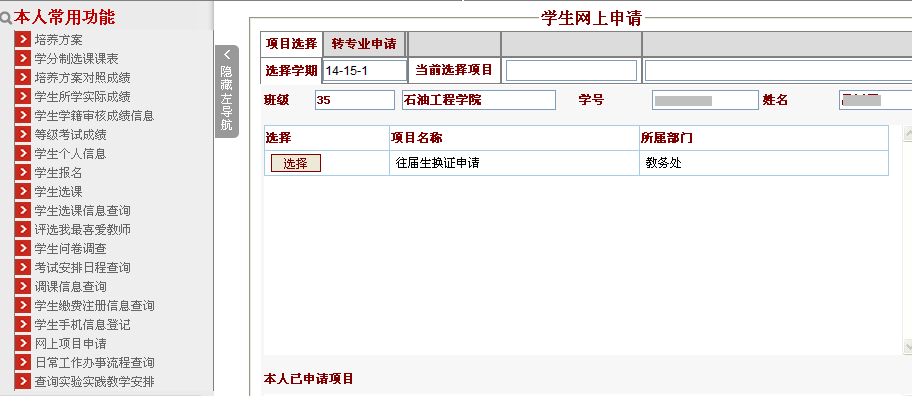 本人常用功能
培养方案
学分制选课课表
培养方案对照成绩
学生所学实际成绩
学生学籍审核成绩信息
等级考试成绩
学生个人信息
学生报名
学生选课
学生选课信息查询
评选我最喜爱教师
学生问卷调查
考试安排日程查询
调课信息查询
学生缴费注册信息查询
学生手机信息登记
网上项目申请
日常工作办事流程查询
查询实验实践教学安排
隐藏左导航
学生网上申请
项目选择 转专业申请
选择学期 14-15-1 当前选择项目
班级 35 石油工程学院 学号 姓名
选择 项目名称 所属部门
选择 往届生换证申请 教务处
本人已申请项目